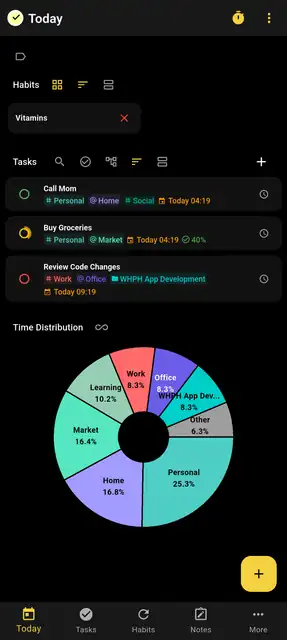 Today
Habits
Vitamins
Tasks
Call Mom
# Personal @ Home # Social Today 04:19
Buy Groceries
# Personal @ Market Today 04:19 40%
Review Code Changes
# Work @ Office WHPH App Development
Today 09:19
Time Distribution
Work
8.3%
Office
8.3%
WHPH App Dev...
8.3%
Other
6.3%
Learning
10.2%
Market
16.4%
Home
16.8%
Personal
25.3%
Today Tasks Habits Notes More